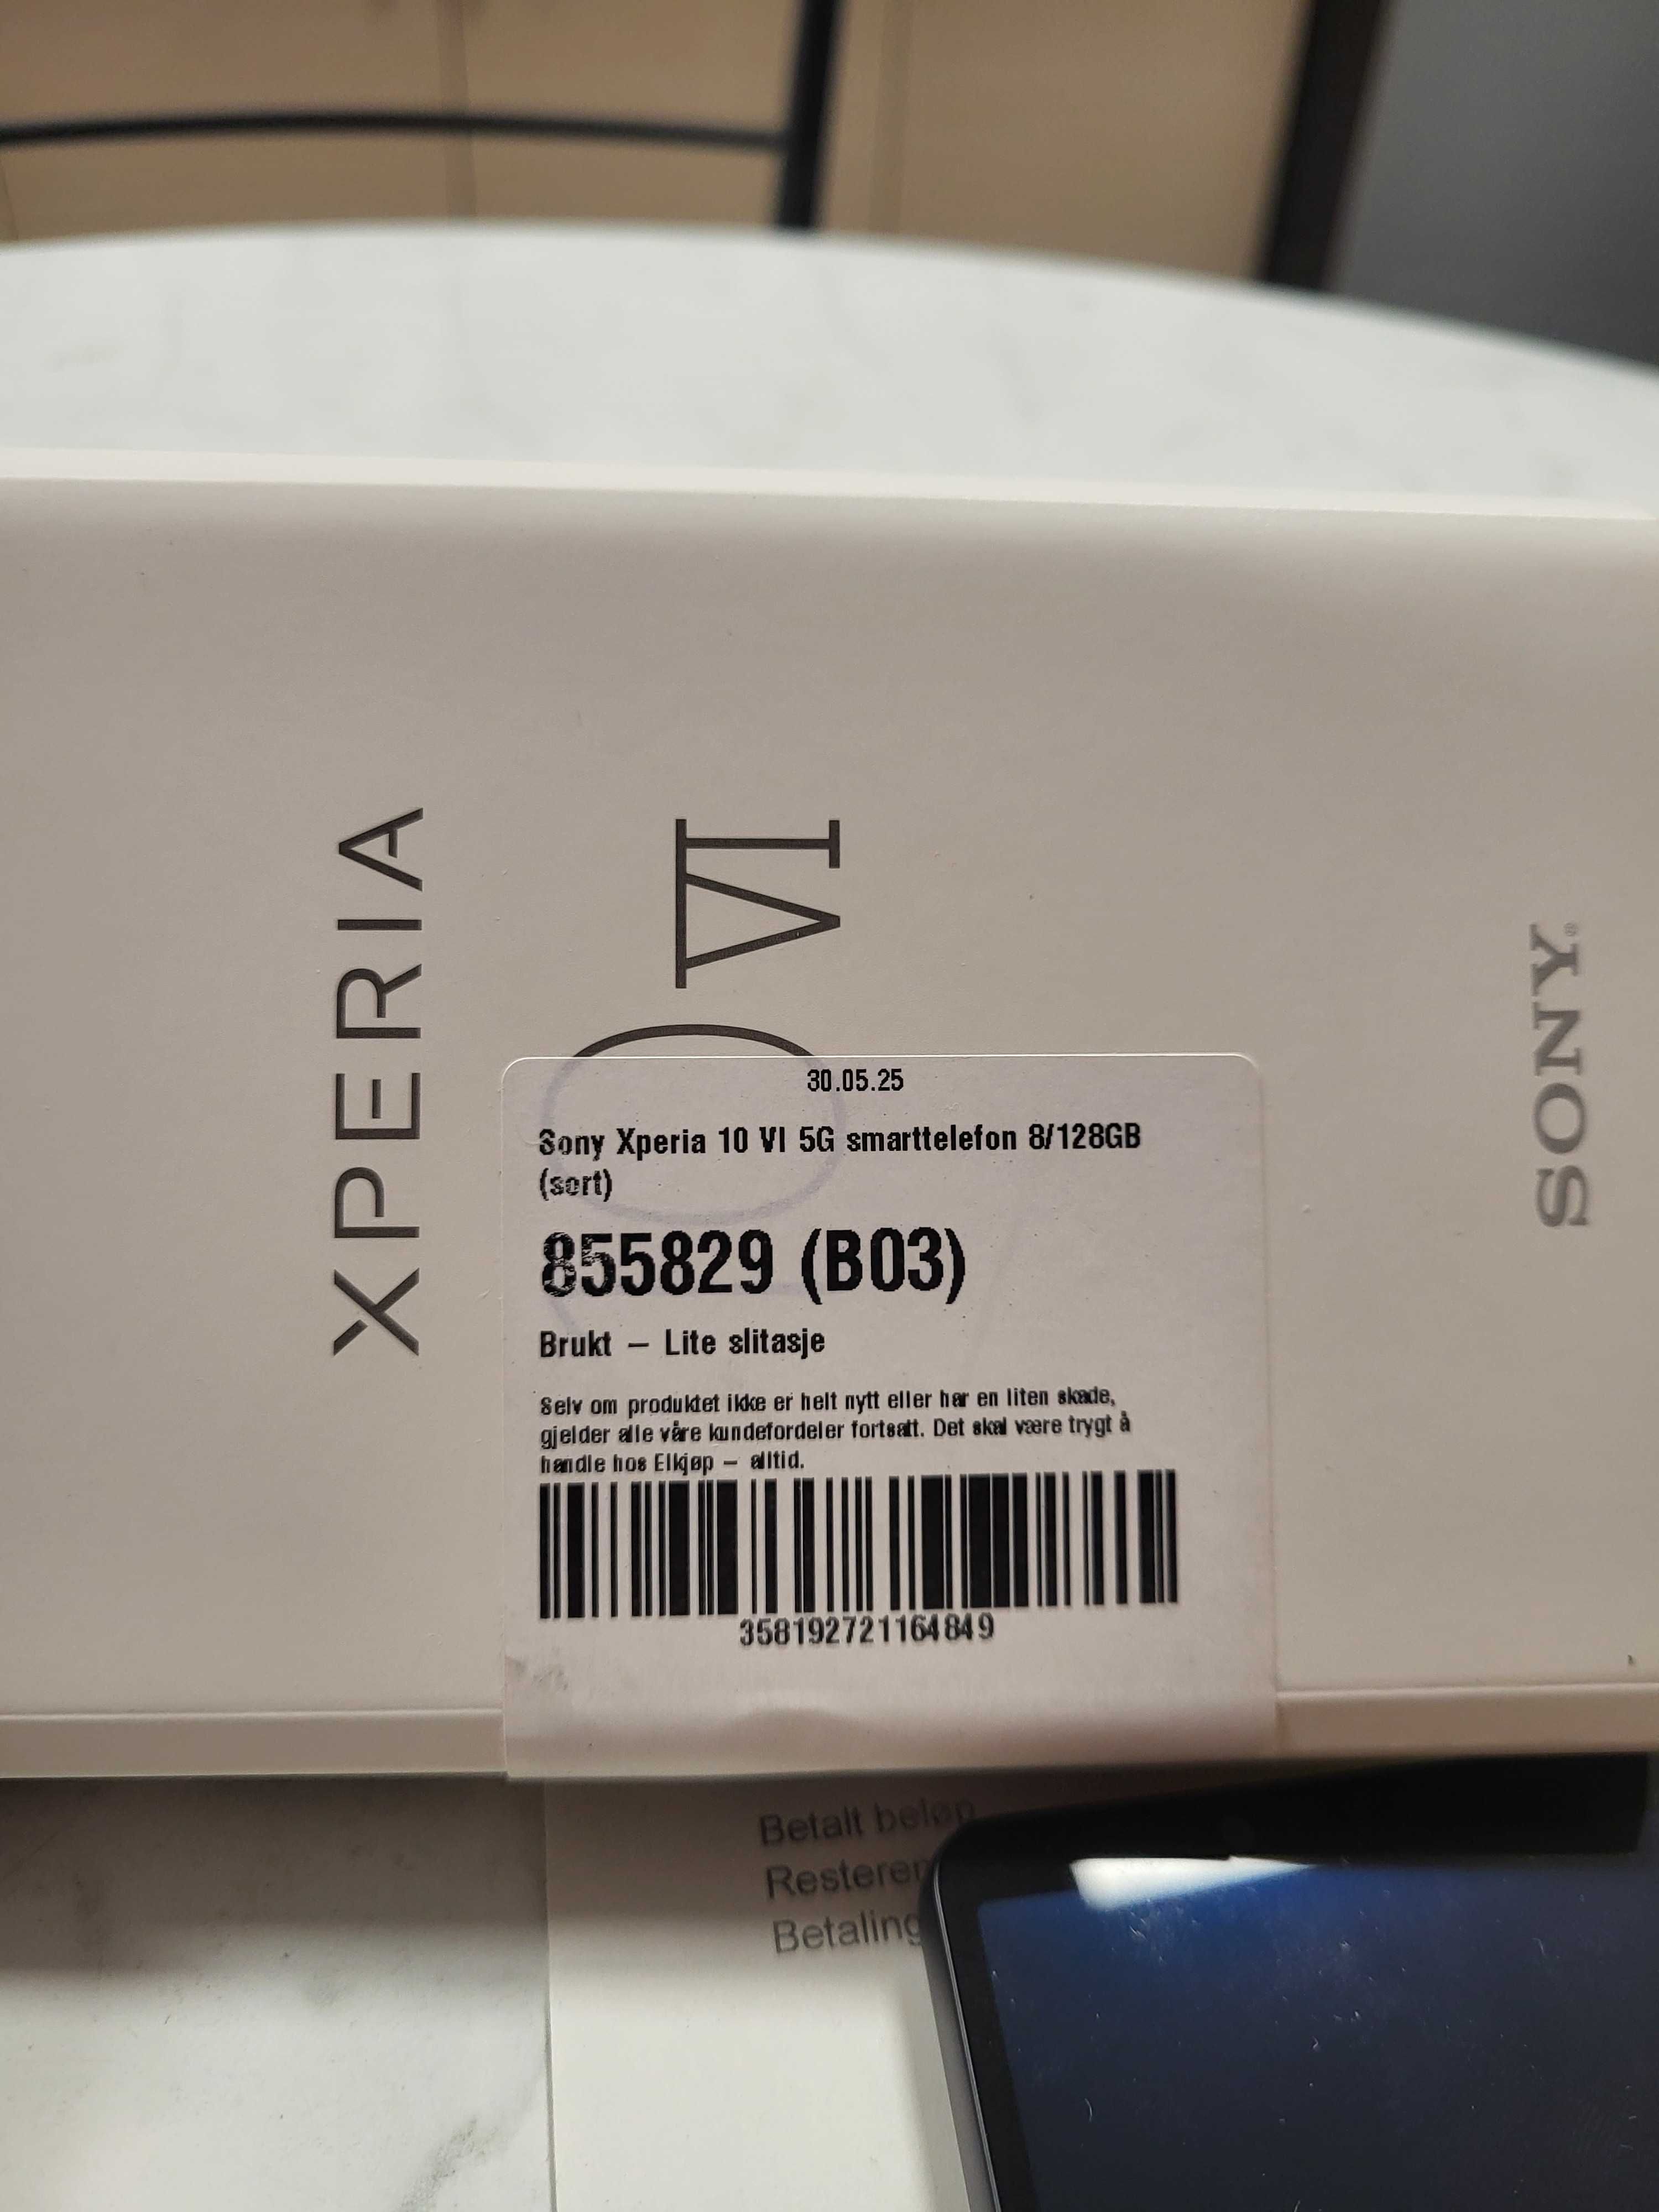 XPERIA
VI
SONY
30.05.25
Sony Xperia 10 VI 5G smarttelefon 8/128GB
(sort)
855829 (B03)
Brukt – Lite slitasje
Selv om produktet ikke er helt nytt eller har en liten skade,
gjelder alle våre kundefordeler fortsatt. Det skal være trygt å
handle hos Elkjøp – alltid.
358192721164849
Betalt beløp
Betaling